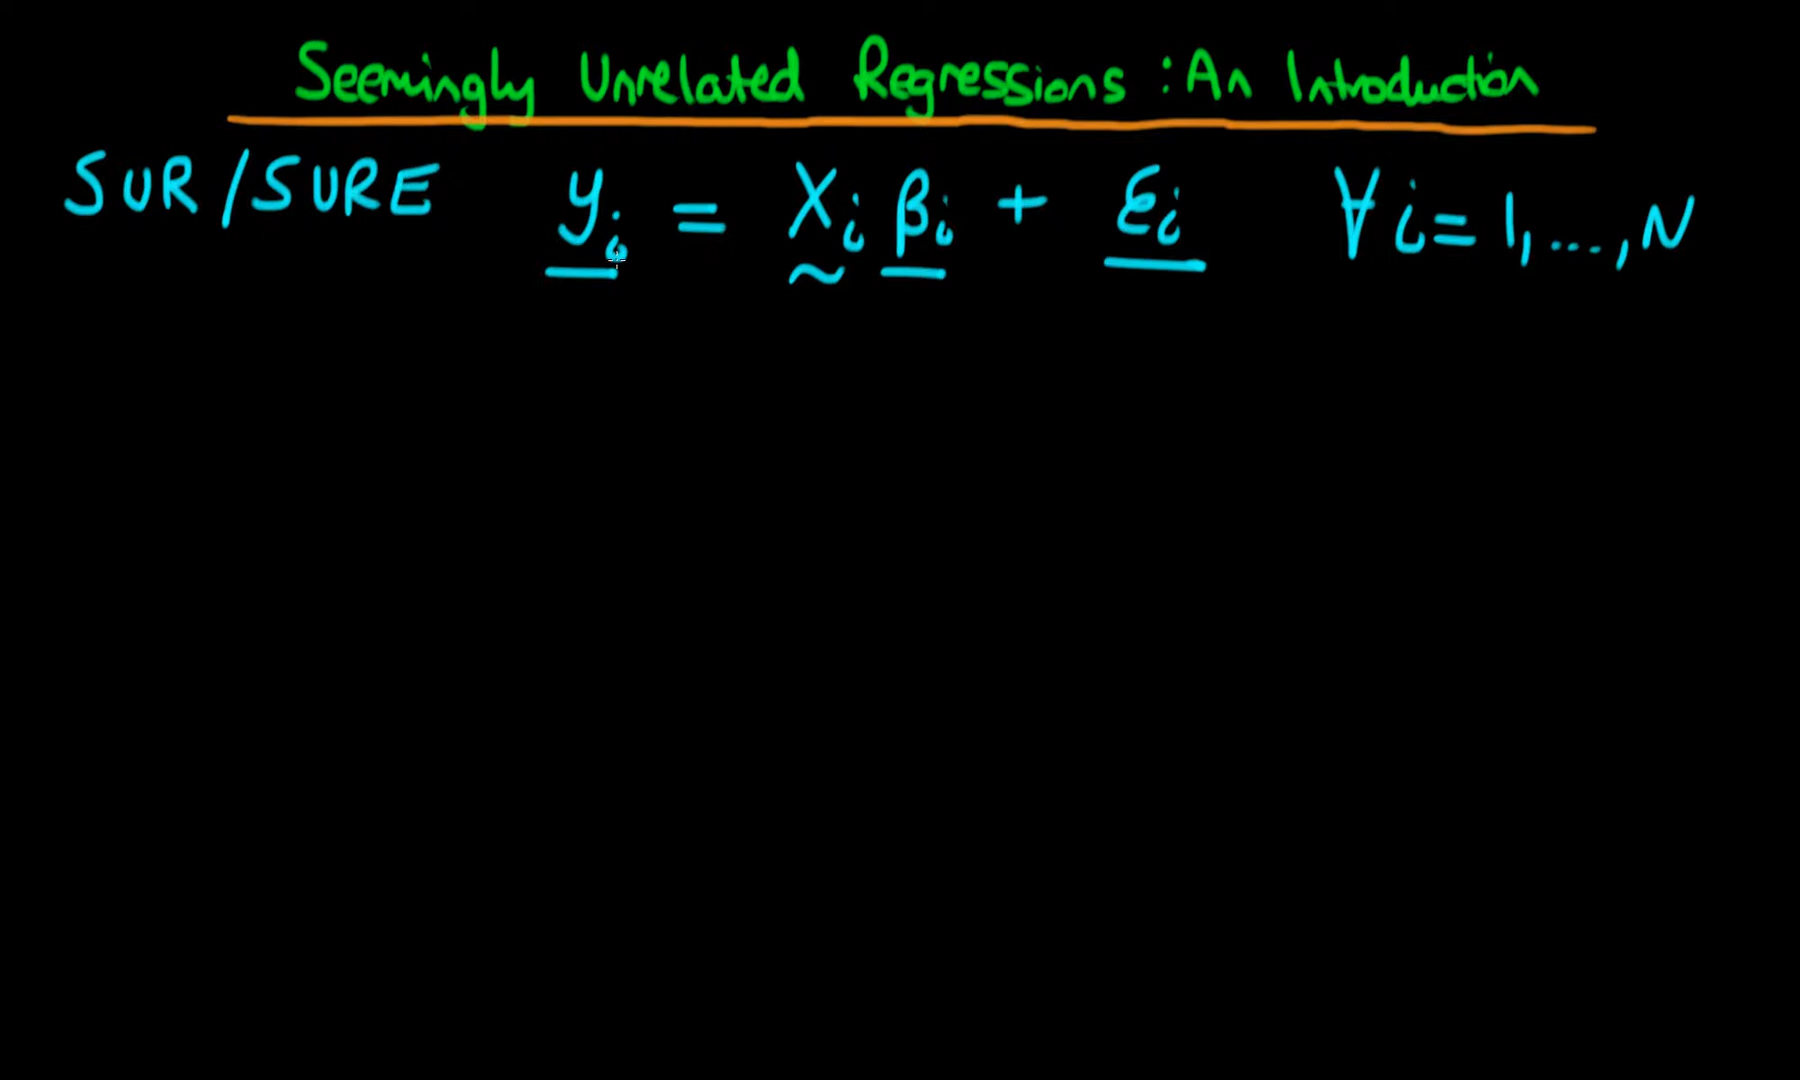 Seemingly Unrelated Regressions : An Introduction
SUR/SURE y_i = X_i β_i + ε_i ∀ i = 1, ..., N